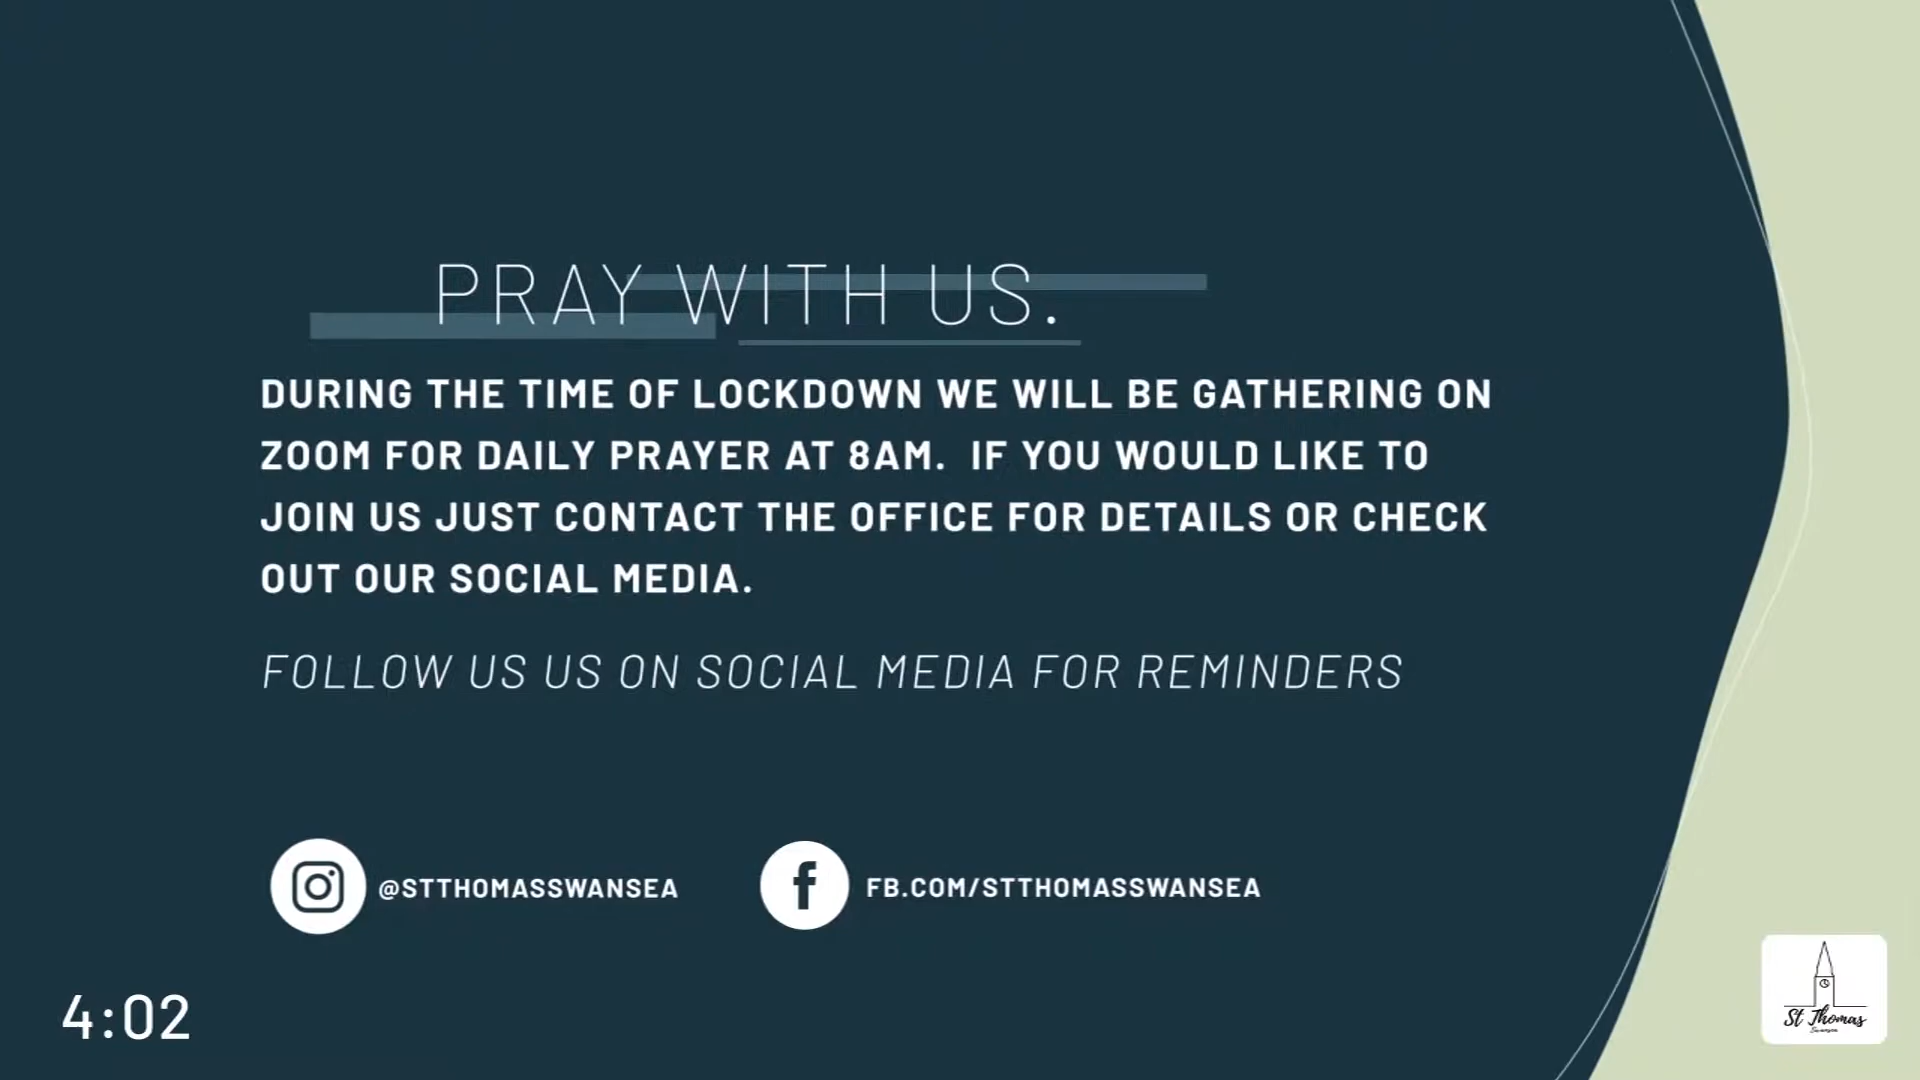 PRAY WITH US.
DURING THE TIME OF LOCKDOWN WE WILL BE GATHERING ON
ZOOM FOR DAILY PRAYER AT 8AM.  IF YOU WOULD LIKE TO
JOIN US JUST CONTACT THE OFFICE FOR DETAILS OR CHECK
OUT OUR SOCIAL MEDIA.
FOLLOW US US ON SOCIAL MEDIA FOR REMINDERS
@STTHOMASSWANSEA FB.COM/STTHOMASSWANSEA
4:02
St Thomas
Swansea